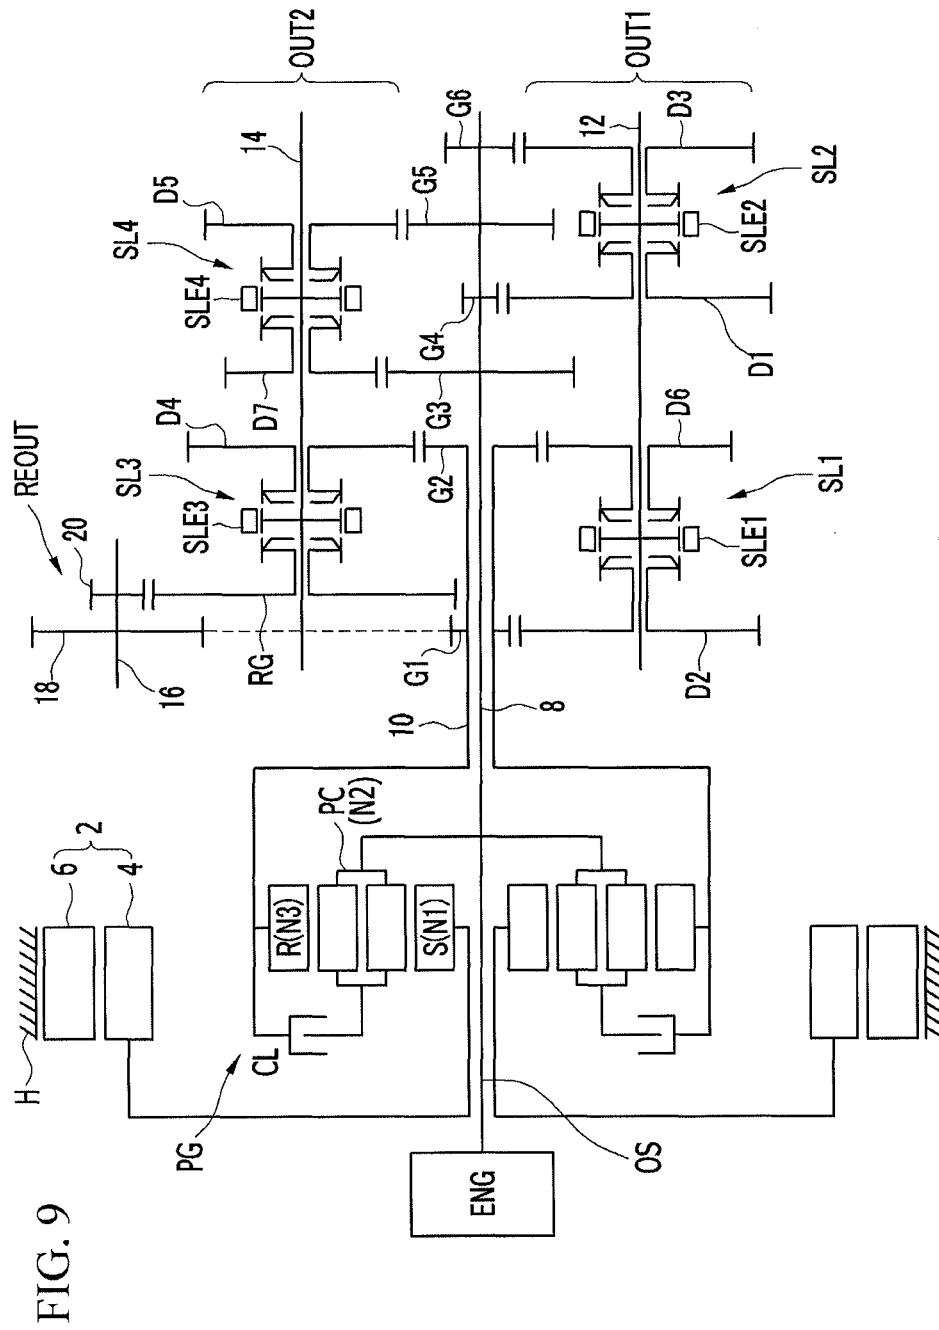 FIG. 9
OUT2
OUT1
14
12
G6
D3
D5
G5
SL4
SL2
SLE4
SLE2
G4
D7
G3
D1
D4
G2
D6
REOUT
SL3
SL1
SLE3
SLE1
20
18
16
RG
G1
D2
10
8
PC
(N2)
2
6
4
R(N3)
S(N1)
H
CL
PG
OS
ENG